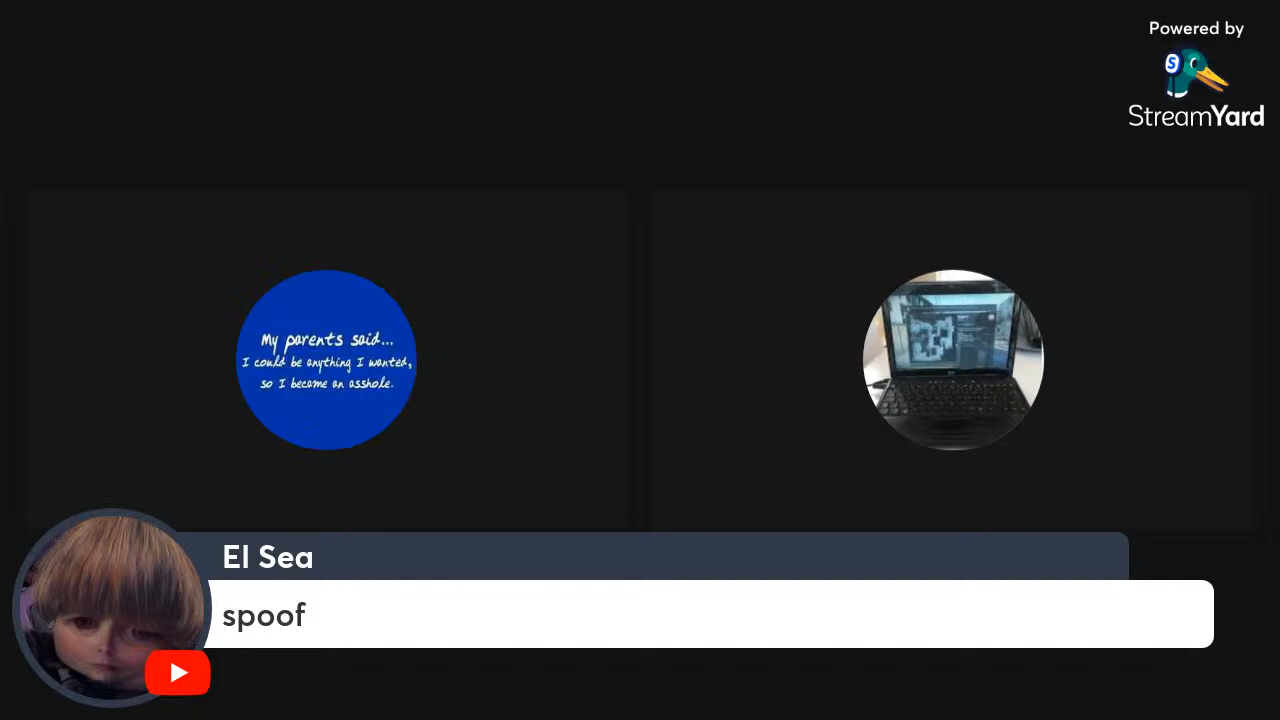 Powered by
S
StreamYard
My parents said...
I could be anything I wanted,
so I became an asshole.
El Sea
spoof